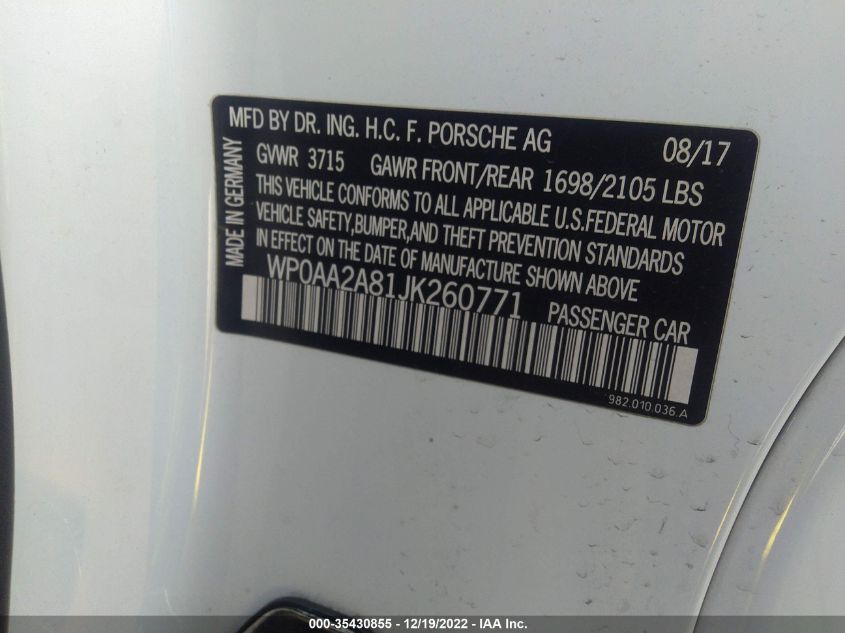 MFD BY DR. ING. H.C. F. PORSCHE AG 08/17
GVWR 3715 GAWR FRONT/REAR 1698/2105 LBS
THIS VEHICLE CONFORMS TO ALL APPLICABLE U.S.FEDERAL MOTOR
VEHICLE SAFETY,BUMPER,AND THEFT PREVENTION STANDARDS
IN EFFECT ON THE DATE OF MANUFACTURE SHOWN ABOVE
WP0AA2A81JK260771 PASSENGER CAR
MADE IN GERMANY
982.010.036.A
000-35430855 - 12/19/2022 - IAA Inc.